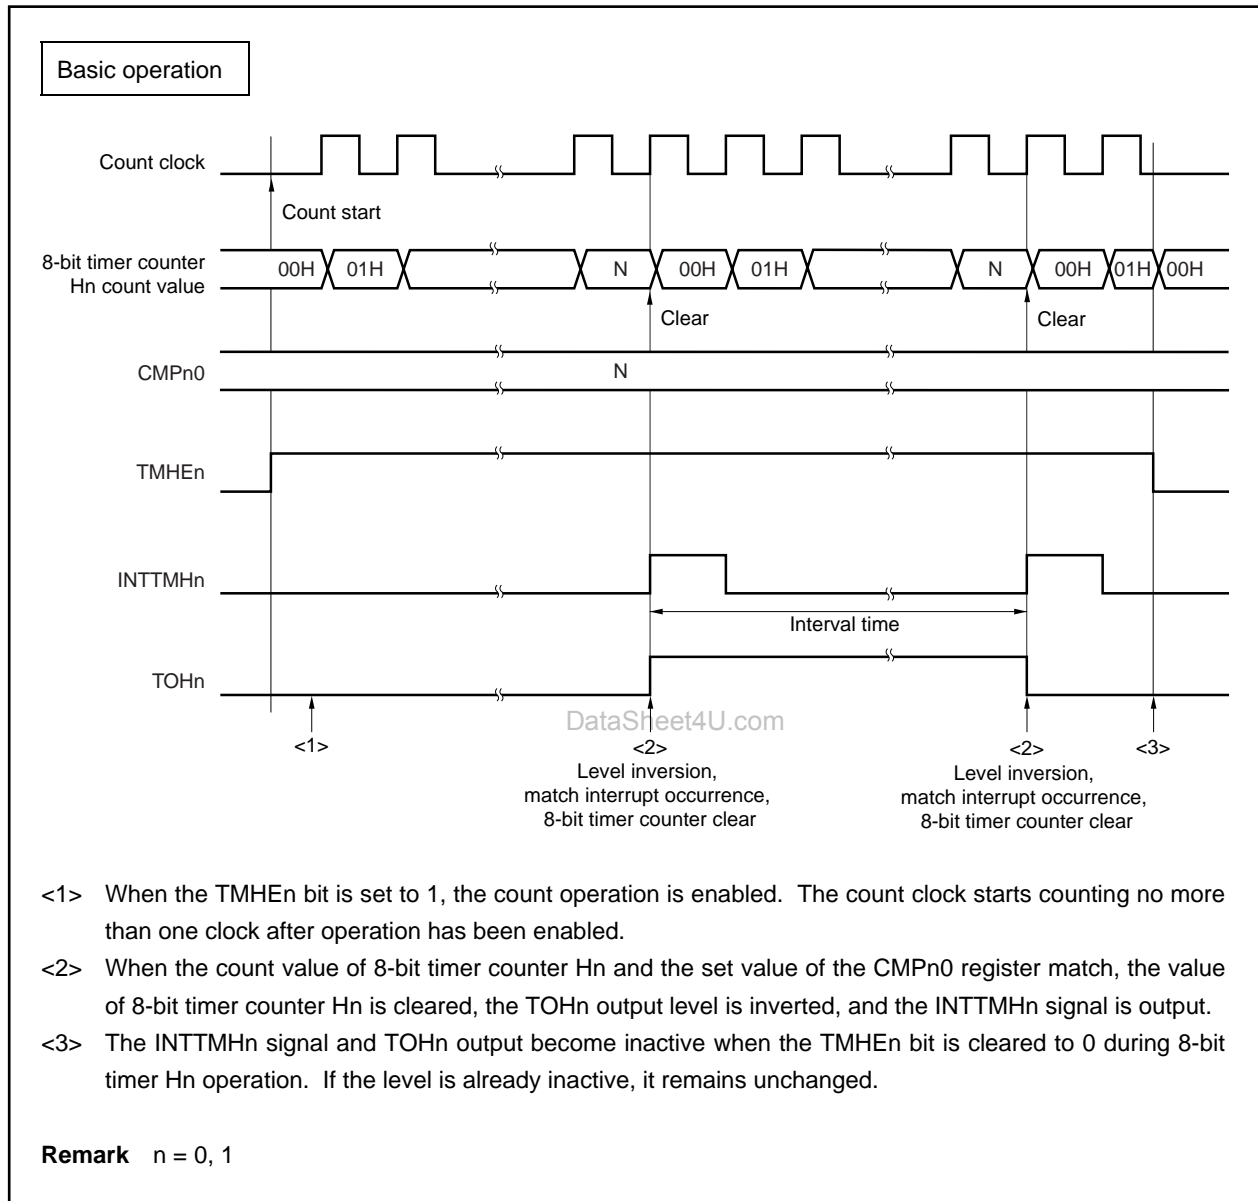 Basic operation
Count clock
Count start
8-bit timer counter
Hn count value
00H 01H N 00H 01H N 00H 01H 00H
Clear Clear
CMPn0 N
TMHEn
INTTMHn
Interval time
TOHn
DataSheet4U.com
<1> <2> <2> <3>
Level inversion,
match interrupt occurrence,
8-bit timer counter clear
Level inversion,
match interrupt occurrence,
8-bit timer counter clear
<1> When the TMHEn bit is set to 1, the count operation is enabled. The count clock starts counting no more
than one clock after operation has been enabled.
<2> When the count value of 8-bit timer counter Hn and the set value of the CMPn0 register match, the value
of 8-bit timer counter Hn is cleared, the TOHn output level is inverted, and the INTTMHn signal is output.
<3> The INTTMHn signal and TOHn output become inactive when the TMHEn bit is cleared to 0 during 8-bit
timer Hn operation. If the level is already inactive, it remains unchanged.
Remark n = 0, 1